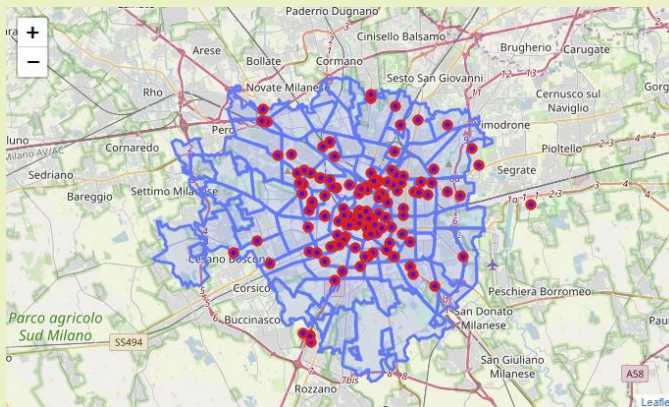 +
−
Paderno Dugnano
Cinisello Balsamo
Arese
Bollate
Cormano
Brugherio
Carugate
Rho
Novate Milanese
Sesto San Giovanni
Cernusco sul
Naviglio
Pero
Cornaredo
Milano AV/AC
Pioltello
Sedriano
Segrate
Bareggio
Settimo Milanese
Cesano Boscone
Corsico
Peschiera Borromeo
Parco agricolo
Sud Milano
Buccinasco
San Donato
Milanese
SS494
San Giuliano
Milanese
Rozzano
7bis
A58